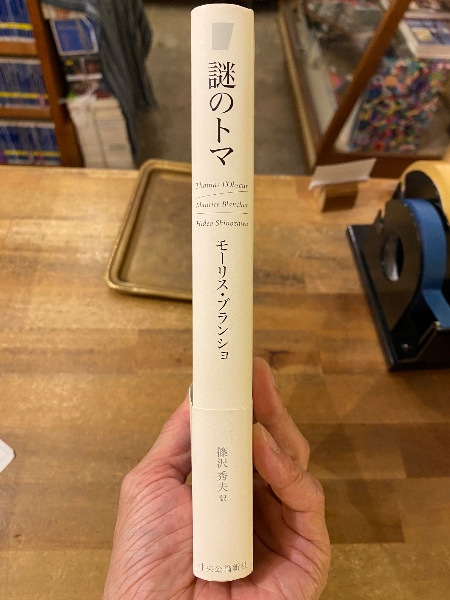 謎のトマ
Thomas l'Obscur
Maurice Blanchot
Hideo Shinozawa
モーリス・ブランショ
篠沢秀夫 訳
中央公論新社